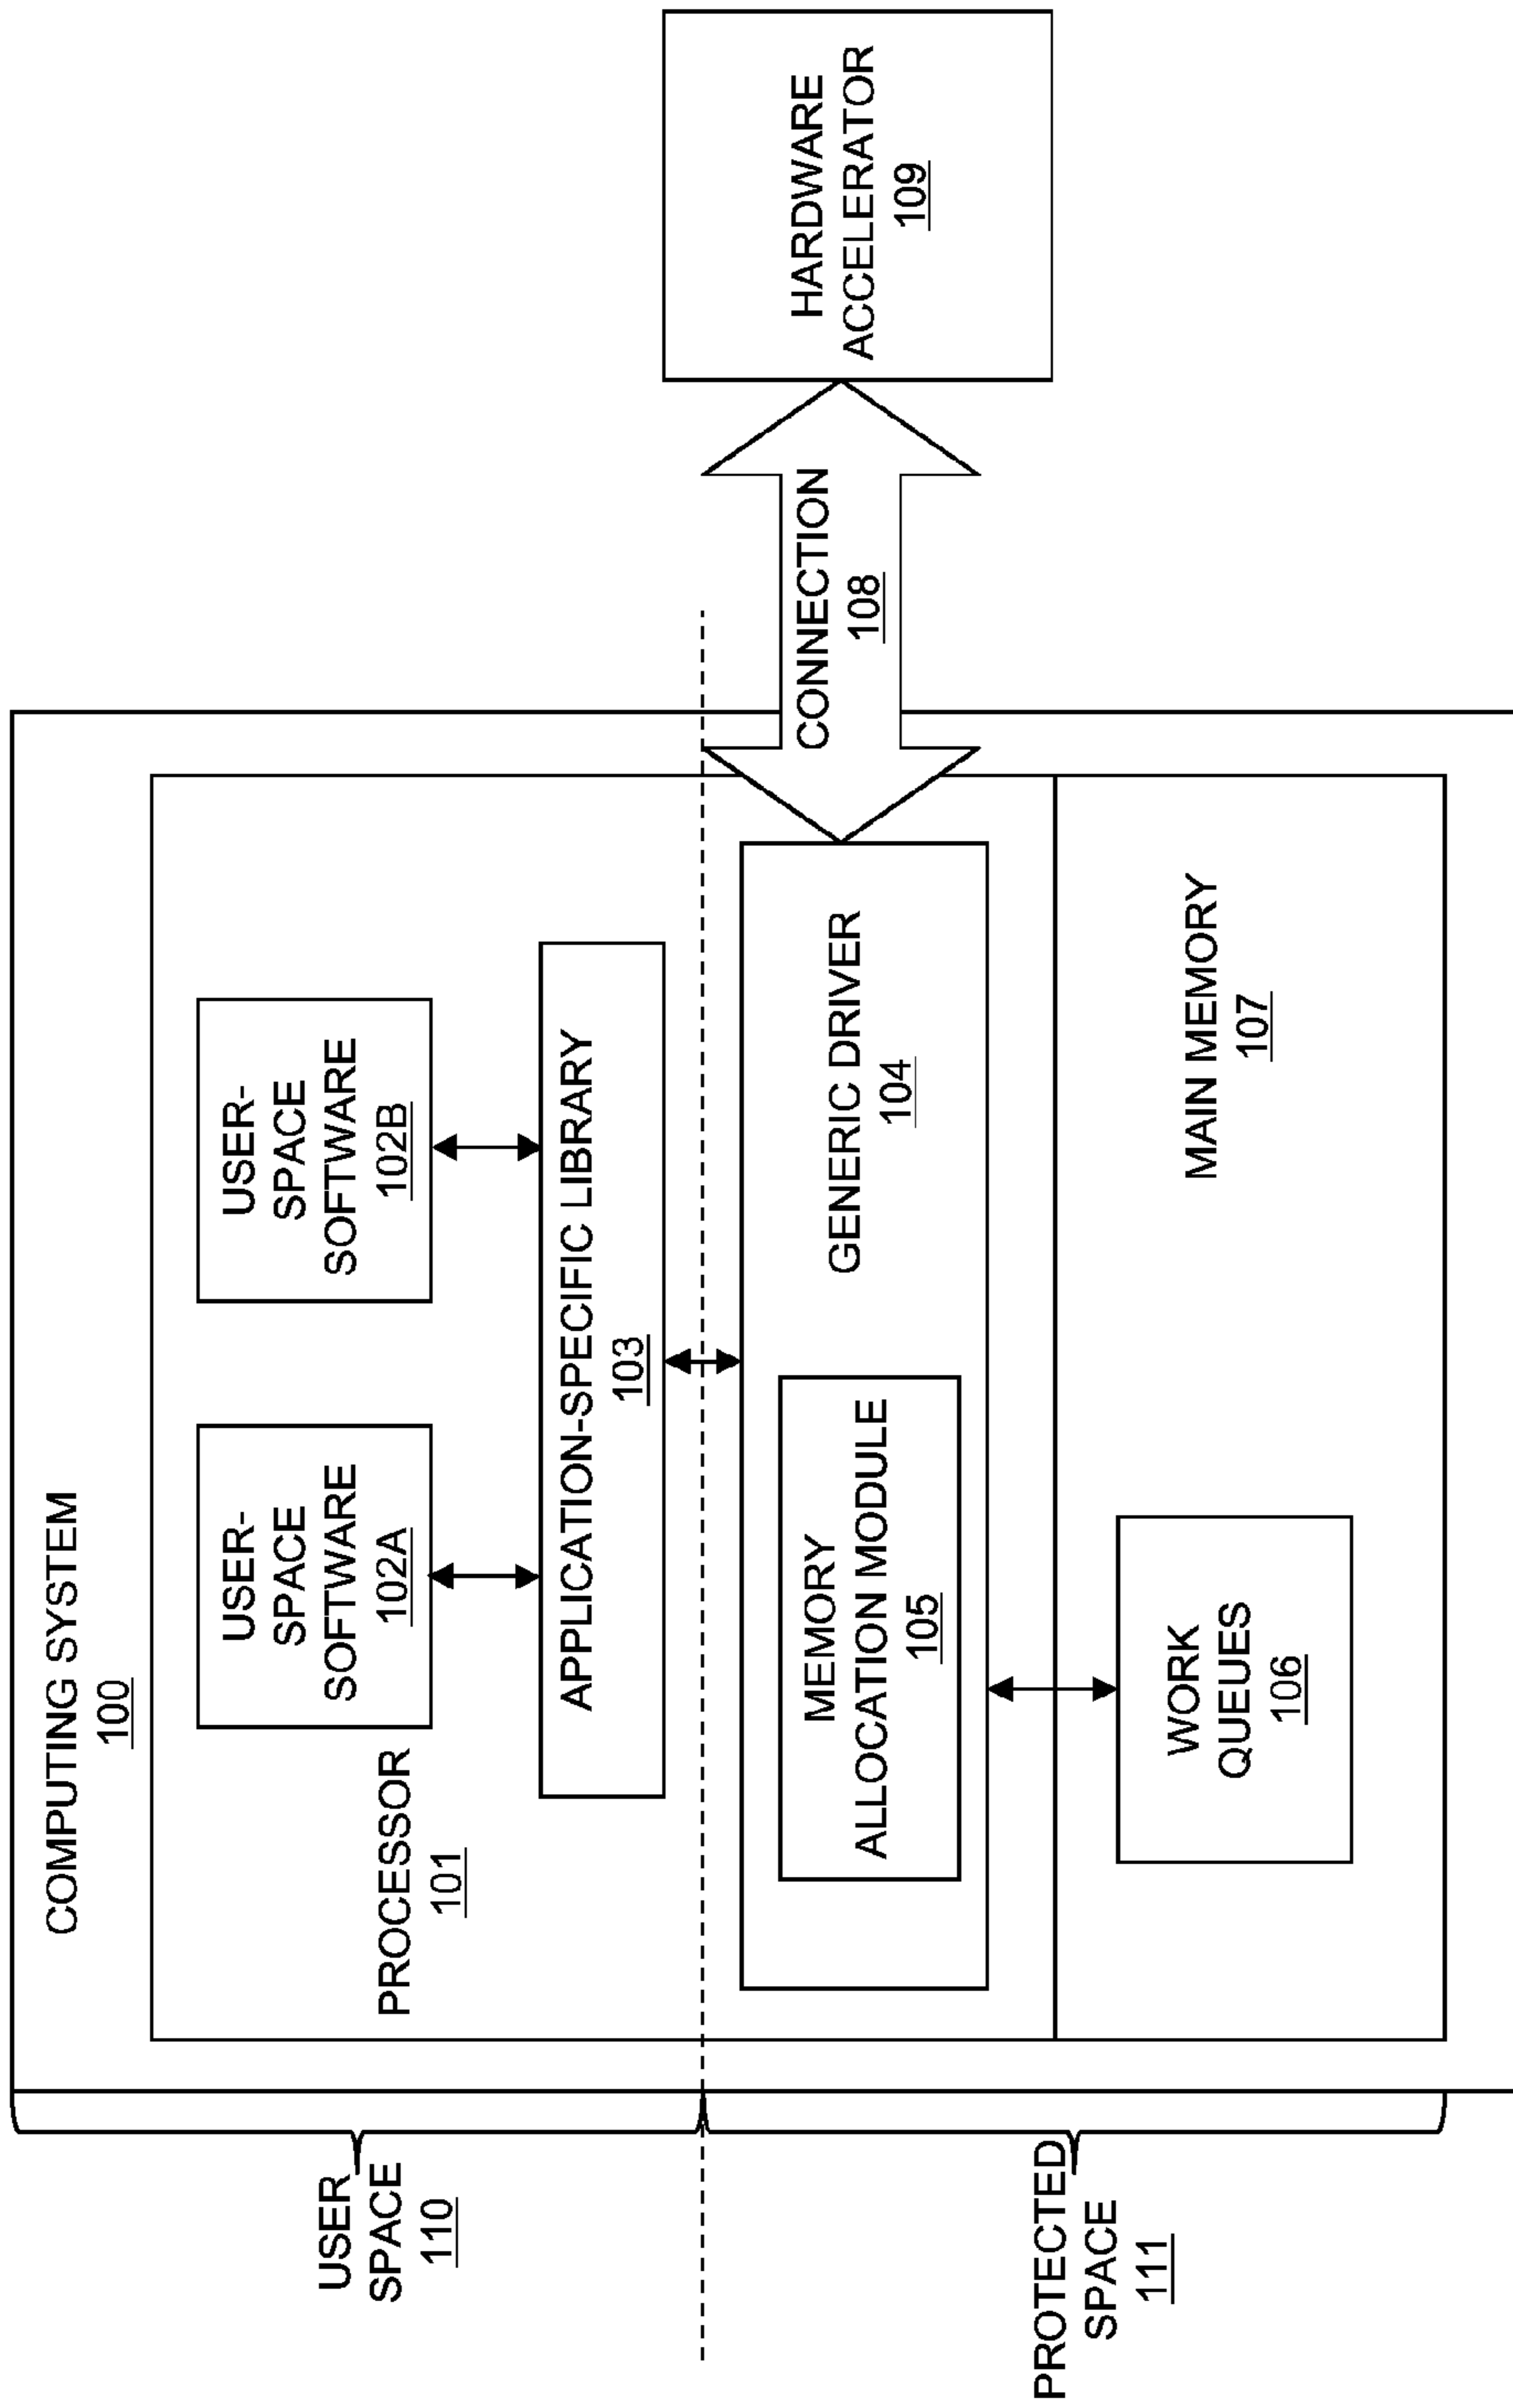 COMPUTING SYSTEM
100
USER-
SPACE
SOFTWARE
102A
USER-
SPACE
SOFTWARE
102B
PROCESSOR
101
APPLICATION-SPECIFIC LIBRARY
103
USER
SPACE
110
MEMORY
ALLOCATION MODULE
105
GENERIC DRIVER
104
CONNECTION
108
HARDWARE
ACCELERATOR
109
PROTECTED
SPACE
111
WORK
QUEUES
106
MAIN MEMORY
107